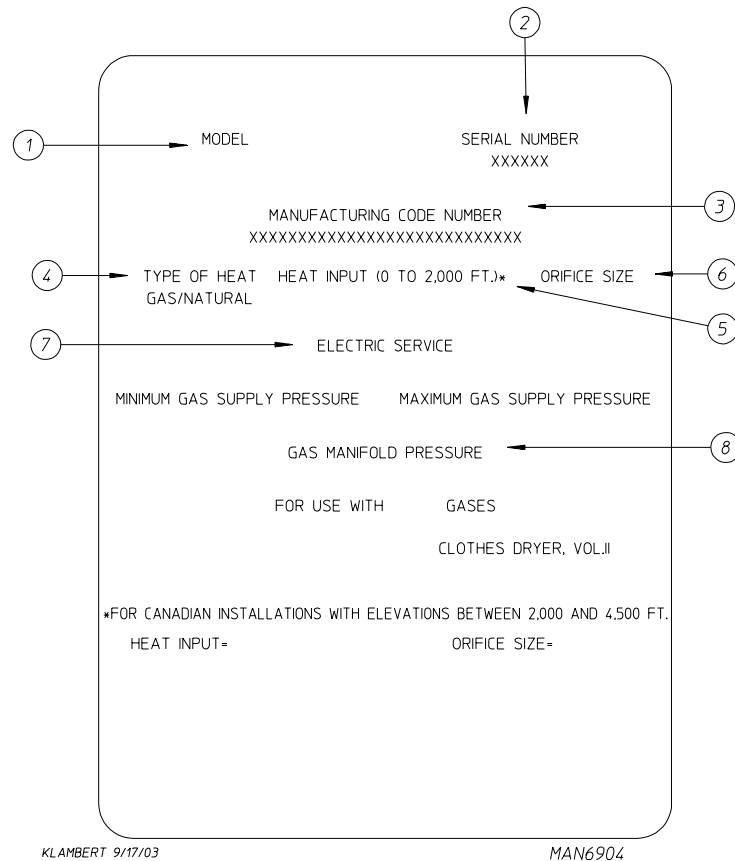 2
1
MODEL SERIAL NUMBER
XXXXXX
3
MANUFACTURING CODE NUMBER
XXXXXXXXXXXXXXXXXXXXXXXXXXXX
4 TYPE OF HEAT HEAT INPUT (0 TO 2,000 FT.)* ORIFICE SIZE 6
GAS/NATURAL
5
7 ELECTRIC SERVICE
MINIMUM GAS SUPPLY PRESSURE MAXIMUM GAS SUPPLY PRESSURE
GAS MANIFOLD PRESSURE 8
FOR USE WITH GASES
CLOTHES DRYER, VOL.II
*FOR CANADIAN INSTALLATIONS WITH ELEVATIONS BETWEEN 2,000 AND 4,500 FT.
HEAT INPUT= ORIFICE SIZE=
KLAMBERT 9/17/03 MAN6904